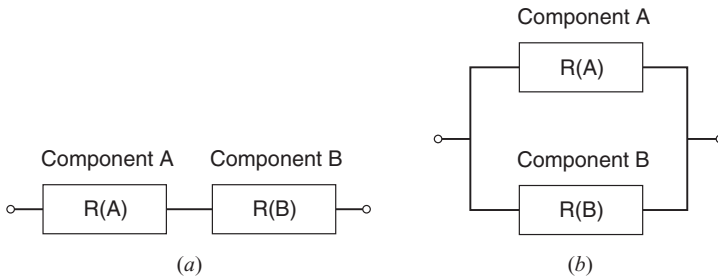 Component A
Component B
R(A)
R(B)
(a)
Component A
R(A)
Component B
R(B)
(b)